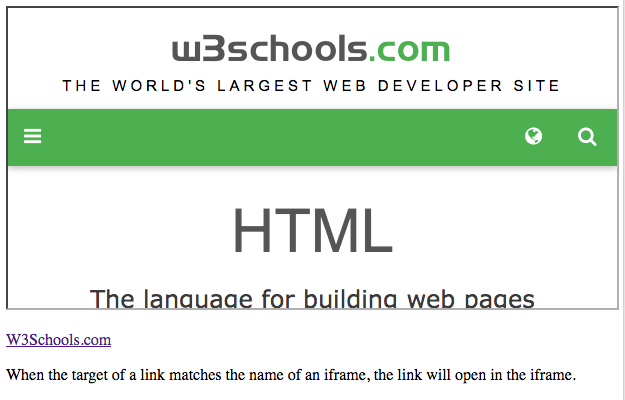 w3schools.com
THE WORLD'S LARGEST WEB DEVELOPER SITE
HTML
The language for building web pages
W3Schools.com
When the target of a link matches the name of an iframe, the link will open in the iframe.